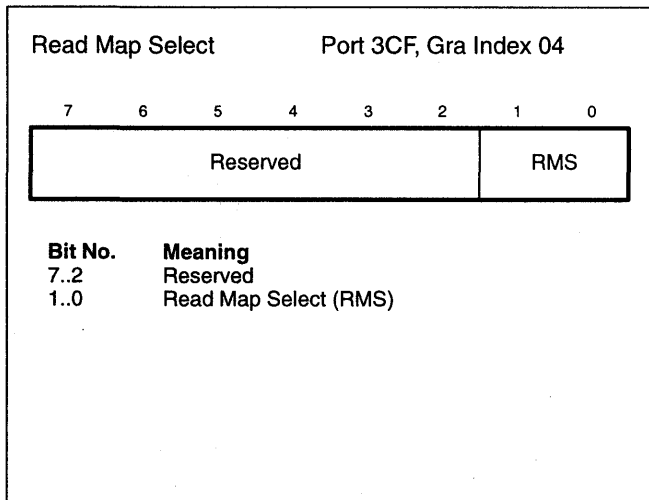 Read Map Select Port 3CF, Gra Index 04
7 6 5 4 3 2 1 0
Reserved RMS
Bit No. Meaning
7..2 Reserved
1..0 Read Map Select (RMS)